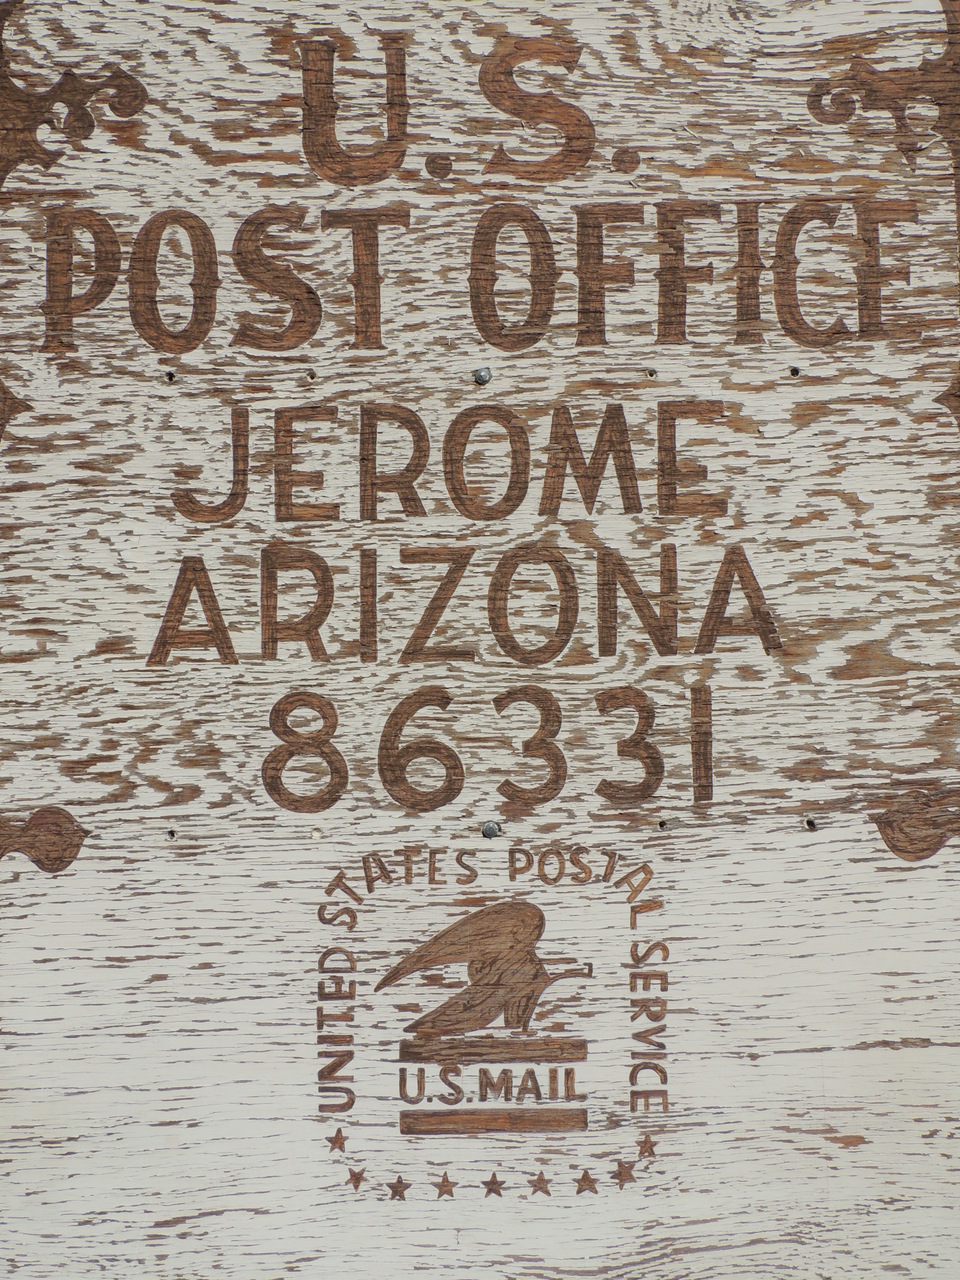 U.S.
POST OFFICE
JEROME
ARIZONA
86331
UNITED STATES POSTAL SERVICE
U.S.MAIL